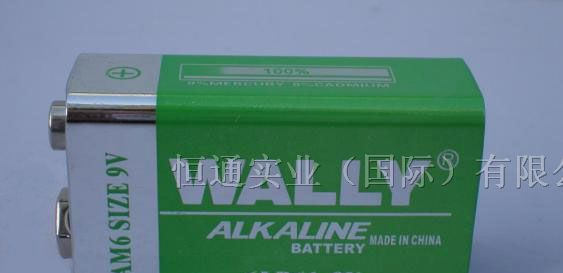 100%
0%MERCURY 0%CADMIUM
WALLY®
恒通实业（国际）有限公
ALKALINE
BATTERY
MADE IN CHINA
AM6 SIZE 9V